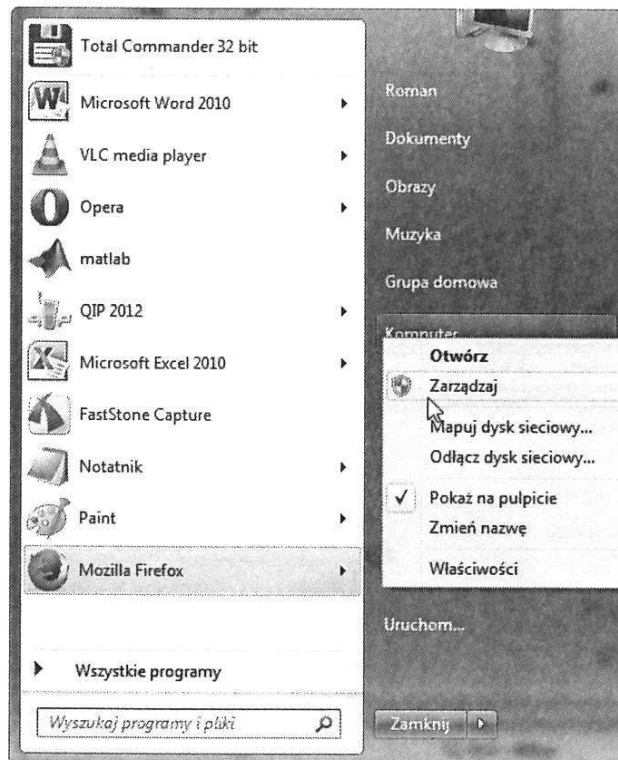 Total Commander 32 bit
Microsoft Word 2010
VLC media player
Opera
matlab
QIP 2012
Microsoft Excel 2010
FastStone Capture
Notatnik
Paint
Mozilla Firefox
Wszystkie programy
Wyszukaj programy i pliki
Roman
Dokumenty
Obrazy
Muzyka
Grupa domowa
Komputer
Otwórz
Zarządzaj
Mapuj dysk sieciowy...
Odłącz dysk sieciowy...
Pokaż na pulpicie
Zmień nazwę
Właściwości
Uruchom...
Zamknij